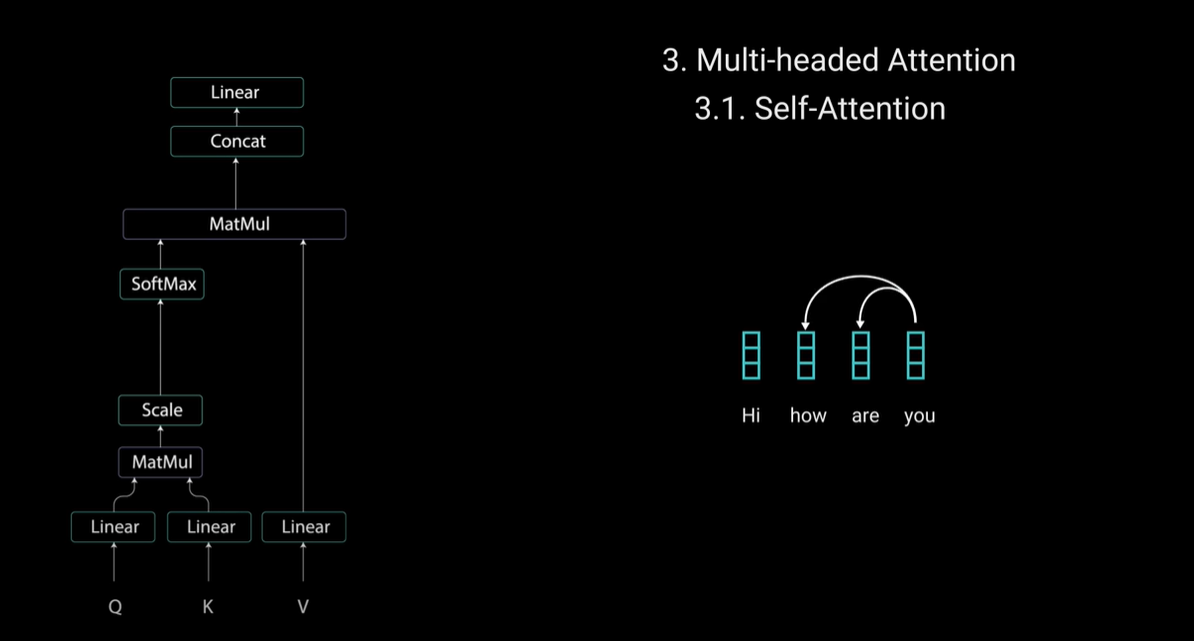 3. Multi-headed Attention
3.1. Self-Attention
Linear
Concat
MatMul
SoftMax
Scale
MatMul
Linear Linear Linear
Q K V
Hi how are you